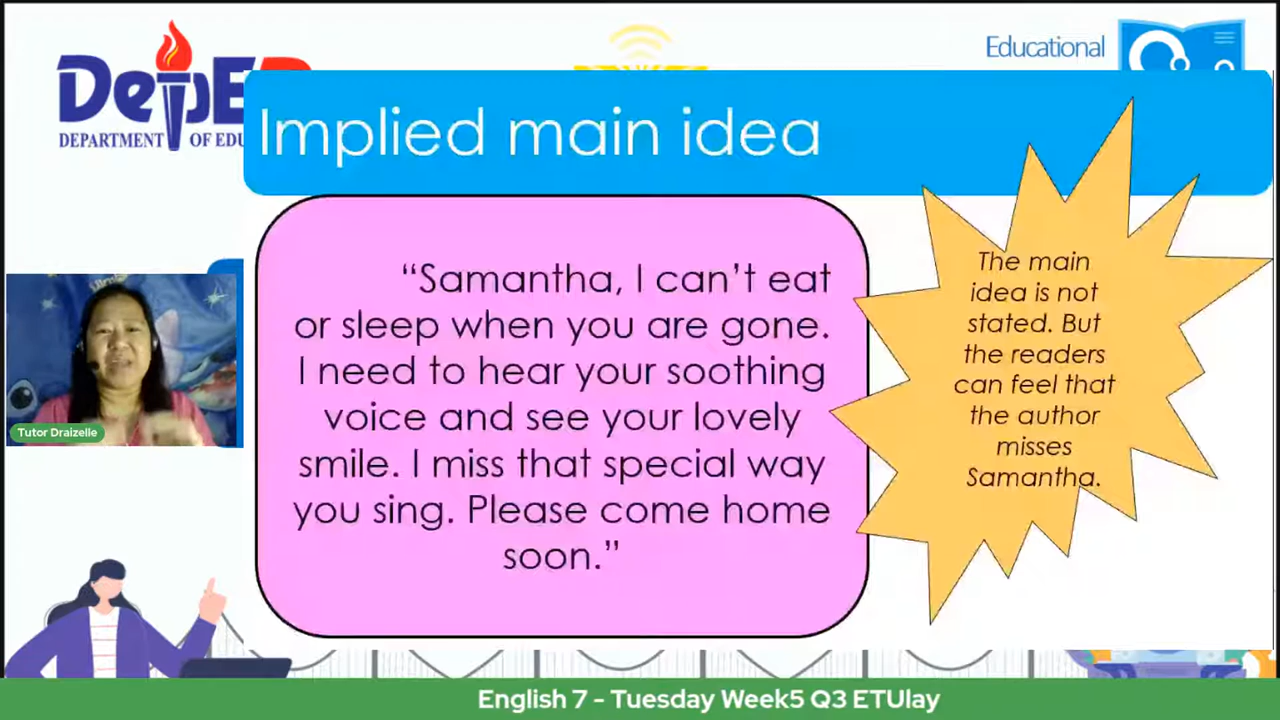 DepE
DEPARTMENT OF EDU
Educational
Implied main idea
“Samantha, I can’t eat
or sleep when you are gone.
I need to hear your soothing
voice and see your lovely
smile. I miss that special way
you sing. Please come home
soon.”
The main
idea is not
stated. But
the readers
can feel that
the author
misses
Samantha.
Tutor Draizelle
English 7 - Tuesday Week5 Q3 ETUlay